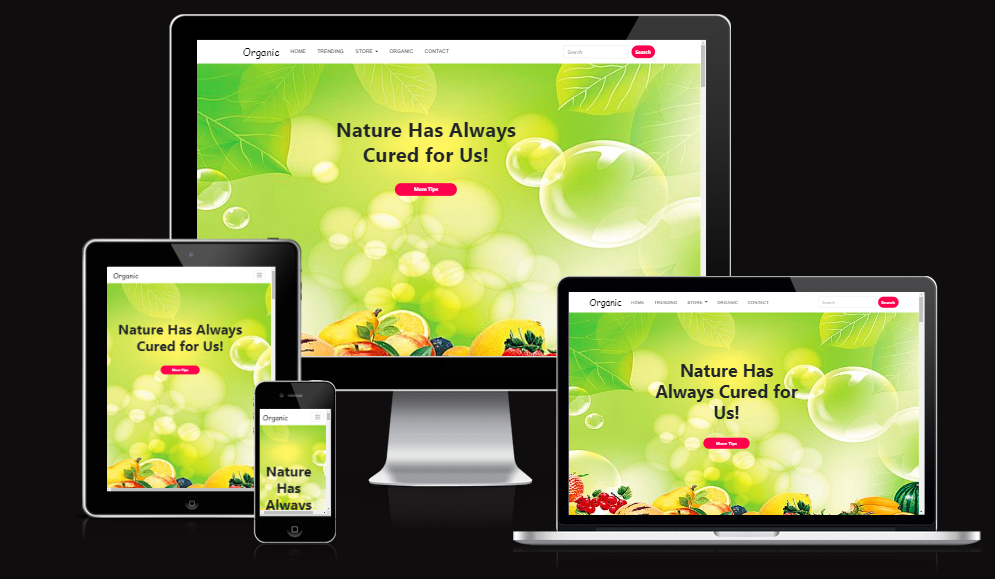 Organic HOME TRENDING STORE ORGANIC CONTACT Search Search
Nature Has Always
Cured for Us!
More Tips
Organic
Nature Has Always
Cured for Us!
More Tips
Organic
Nature
Has
Always
Organic HOME TRENDING STORE ORGANIC CONTACT Search Search
Nature Has
Always Cured for
Us!
More Tips